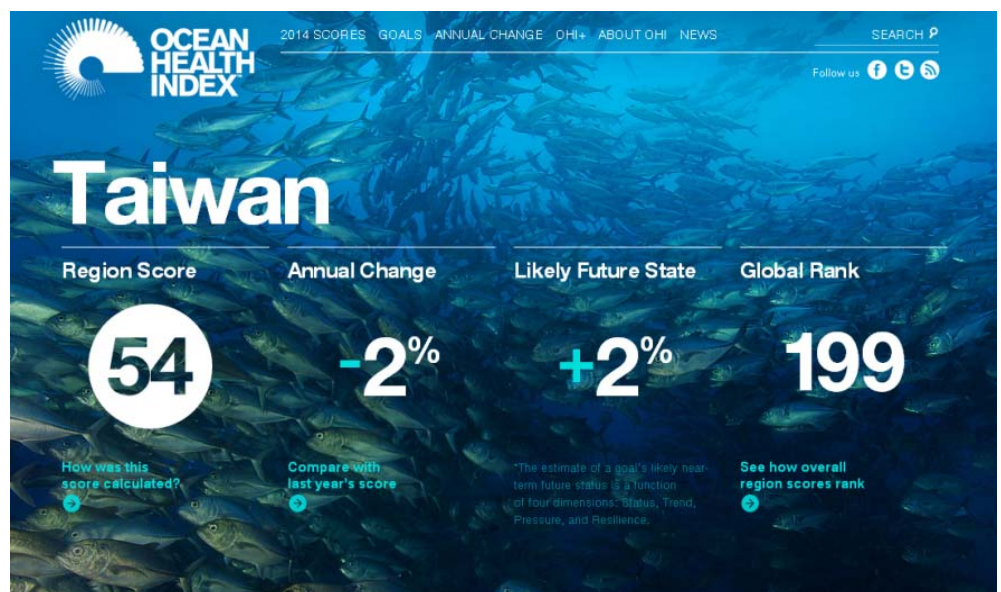 OCEAN
HEALTH
INDEX
2014 SCORES GOALS ANNUAL CHANGE OHI+ ABOUT OHI NEWS
SEARCH
Follow us
Taiwan
Region Score
Annual Change
Likely Future State
Global Rank
54
-2%
+2%
199
How was this
score calculated?
Compare with
last year's score
*The estimate of a goal's likely near-
term future status is a function
of four dimensions: Status, Trend,
Pressure, and Resilience.
See how overall
region scores rank